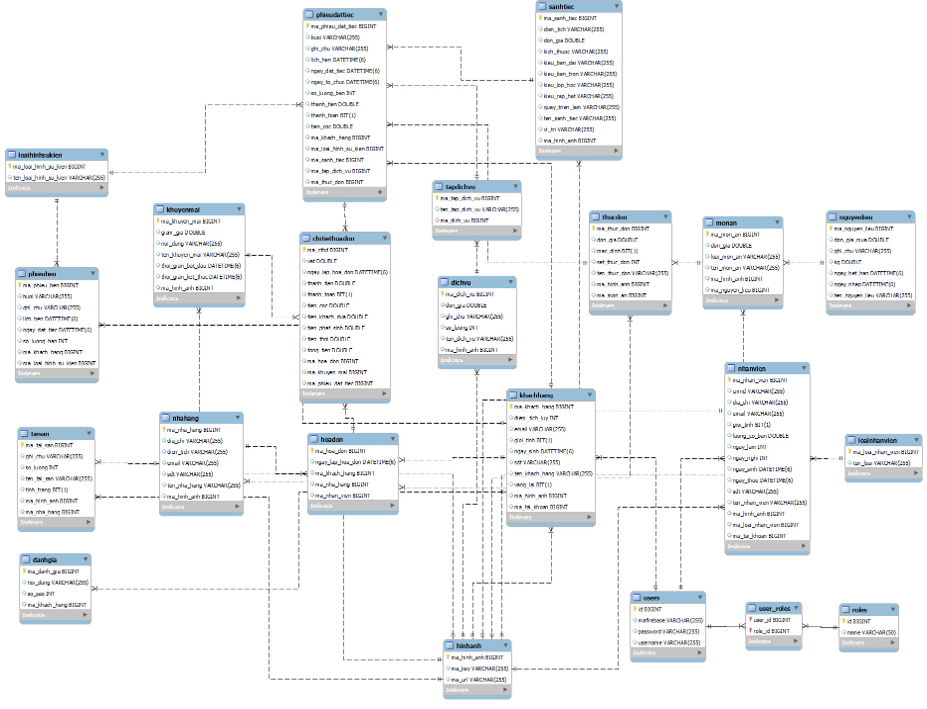 phieudattiec
ma_phieu_dat_tiec BIGINT
buoi VARCHAR(255)
ghi_chu VARCHAR(255)
lich_hen DATETIME(6)
ngay_dat_tiec DATETIME(6)
ngay_to_chuc DATETIME(6)
so_luong_ban INT
thanh_tien DOUBLE
thanh_toan BIT(1)
tien_coc DOUBLE
ma_khach_hang BIGINT
ma_loai_hinh_su_kien BIGINT
ma_sanh_tiec BIGINT
ma_tap_dich_vu BIGINT
ma_thuc_don BIGINT
Indexes
sanhtiec
ma_sanh_tiec BIGINT
dien_tich VARCHAR(255)
don_gia DOUBLE
kich_thuoc VARCHAR(255)
kieu_ban_dai VARCHAR(255)
kieu_ban_tron VARCHAR(255)
kieu_lop_hoc VARCHAR(255)
kieu_rap_hat VARCHAR(255)
quay_trien_lam VARCHAR(255)
ten_sanh_tiec VARCHAR(255)
vi_tri VARCHAR(255)
ma_hinh_anh BIGINT
Indexes
loaihinhsukien
ma_loai_hinh_su_kien BIGINT
ten_loai_hinh_su_kien VARCHAR(255)
Indexes
khuyenmai
ma_khuyen_mai BIGINT
giam_gia DOUBLE
noi_dung VARCHAR(255)
ten_khuyen_mai VARCHAR(255)
thoi_gian_bat_dau DATETIME(6)
thoi_gian_ket_thuc DATETIME(6)
ma_hinh_anh BIGINT
Indexes
tapdichvu
ma_tap_dich_vu BIGINT
ten_tap_dich_vu VARCHAR(255)
ma_dich_vu BIGINT
Indexes
thucdon
ma_thuc_don BIGINT
don_gia DOUBLE
mac_dinh BIT(1)
set_thuc_don INT
ten_thuc_don VARCHAR(255)
ma_hinh_anh BIGINT
ma_mon_an BIGINT
Indexes
monan
ma_mon_an BIGINT
don_gia DOUBLE
loai_mon_an VARCHAR(255)
ten_mon_an VARCHAR(255)
ma_hinh_anh BIGINT
ma_nguyen_lieu BIGINT
Indexes
nguyenlieu
ma_nguyen_lieu BIGINT
don_gia_mua DOUBLE
ghi_chu VARCHAR(255)
kg DOUBLE
ngay_het_han DATETIME(6)
ngay_nhap DATETIME(6)
ten_nguyen_lieu VARCHAR(255)
Indexes
phieuhen
ma_phieu_hen BIGINT
buoi VARCHAR(255)
ghi_chu VARCHAR(255)
lich_hen DATETIME(6)
ngay_dat_tiec DATETIME(6)
so_luong_ban INT
ma_khach_hang BIGINT
ma_loai_hinh_su_kien BIGINT
Indexes
chitiethoadon
ma_cthd BIGINT
vat DOUBLE
ngay_lap_hoa_don DATETIME(6)
thanh_tien DOUBLE
thanh_toan BIT(1)
tien_coc DOUBLE
tien_khach_dua DOUBLE
tien_phat_sinh DOUBLE
tien_thoi DOUBLE
tong_tien DOUBLE
ma_hoa_don BIGINT
ma_khuyen_mai BIGINT
ma_phieu_dat_tiec BIGINT
Indexes
dichvu
ma_dich_vu BIGINT
don_gia DOUBLE
ghi_chu VARCHAR(255)
so_luong INT
ten_dich_vu VARCHAR(255)
ma_hinh_anh BIGINT
Indexes
khachhang
ma_khach_hang BIGINT
diem_tich_luy INT
email VARCHAR(255)
gioi_tinh BIT(1)
ngay_sinh DATETIME(6)
sdt VARCHAR(255)
ten_khach_hang VARCHAR(255)
vang_lai BIT(1)
ma_hinh_anh BIGINT
ma_tai_khoan BIGINT
Indexes
nhanvien
ma_nhan_vien BIGINT
cmnd VARCHAR(255)
dia_chi VARCHAR(255)
email VARCHAR(255)
gioi_tinh BIT(1)
luong_co_ban DOUBLE
ngay_lam INT
ngay_nghi INT
ngay_sinh DATETIME(6)
ngay_thuc DATETIME(6)
sdt VARCHAR(255)
ten_nhan_vien VARCHAR(255)
ma_hinh_anh BIGINT
ma_loai_nhan_vien BIGINT
ma_tai_khoan BIGINT
Indexes
loainhanvien
ma_loai_nhan_vien BIGINT
ten_loai VARCHAR(255)
Indexes
taisan
ma_tai_san BIGINT
ghi_chu VARCHAR(255)
so_luong INT
ten_tai_san VARCHAR(255)
tinh_trang BIT(1)
ma_hinh_anh BIGINT
ma_nha_hang BIGINT
Indexes
nhahang
ma_nha_hang BIGINT
dia_chi VARCHAR(255)
dien_tich VARCHAR(255)
email VARCHAR(255)
sdt VARCHAR(255)
ten_nha_hang VARCHAR(255)
ma_hinh_anh BIGINT
Indexes
hoadon
ma_hoa_don BIGINT
ngay_lap_hoa_don DATETIME(6)
ma_khach_hang BIGINT
ma_nha_hang BIGINT
ma_nhan_vien BIGINT
Indexes
danhgia
ma_danh_gia BIGINT
noi_dung VARCHAR(255)
so_sao INT
ma_khach_hang BIGINT
Indexes
hinhanh
ma_hinh_anh BIGINT
ma_key VARCHAR(255)
ma_url VARCHAR(255)
Indexes
users
id BIGINT
mafirebase VARCHAR(255)
password VARCHAR(255)
username VARCHAR(255)
Indexes
user_roles
user_id BIGINT
role_id BIGINT
Indexes
roles
id BIGINT
name VARCHAR(50)
Indexes